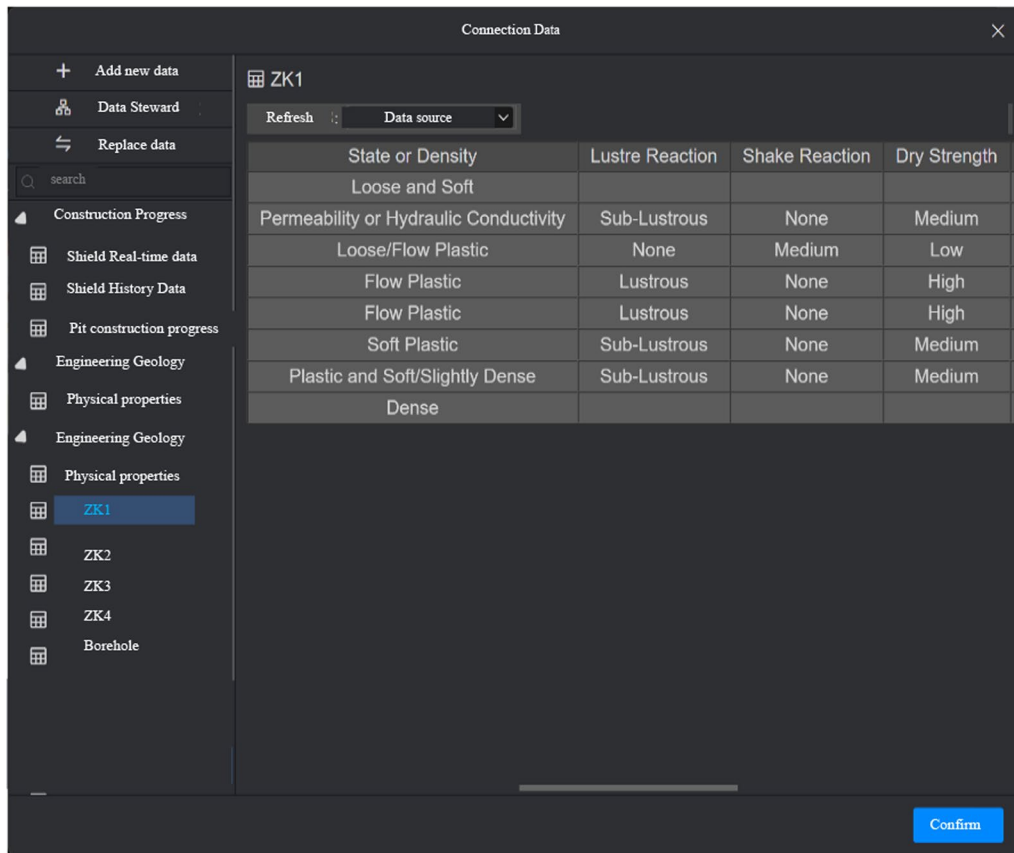 Connection Data
Add new data
Data Steward
Replace data
search
Construction Progress
Shield Real-time data
Shield History Data
Pit construction progress
Engineering Geology
Physical properties
Engineering Geology
Physical properties
ZK1
ZK2
ZK3
ZK4
Borehole
ZK1
Refresh Data source
State or Density Lustre Reaction Shake Reaction Dry Strength
Loose and Soft
Permeability or Hydraulic Conductivity Sub-Lustrous None Medium
Loose/Flow Plastic None Medium Low
Flow Plastic Lustrous None High
Flow Plastic Lustrous None High
Soft Plastic Sub-Lustrous None Medium
Plastic and Soft/Slightly Dense Sub-Lustrous None Medium
Dense
Confirm